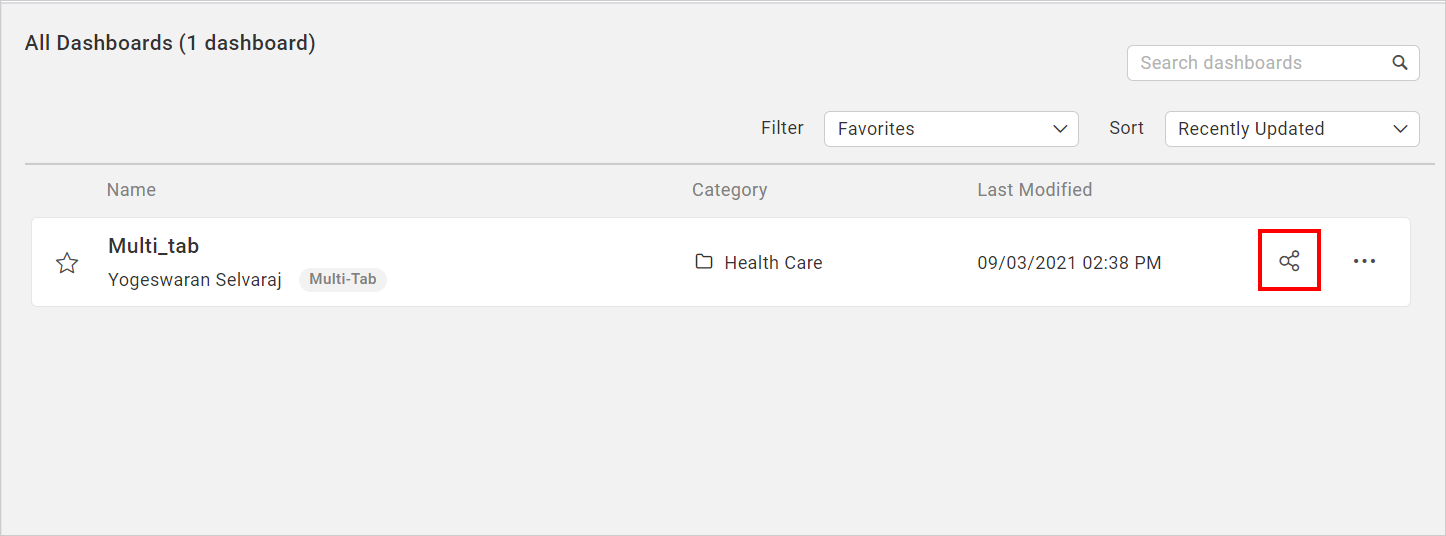 All Dashboards (1 dashboard)
Search dashboards
Filter Favorites Sort Recently Updated
Name Category Last Modified
Multi_tab
Health Care 09/03/2021 02:38 PM
Yogeswaran Selvaraj Multi-Tab